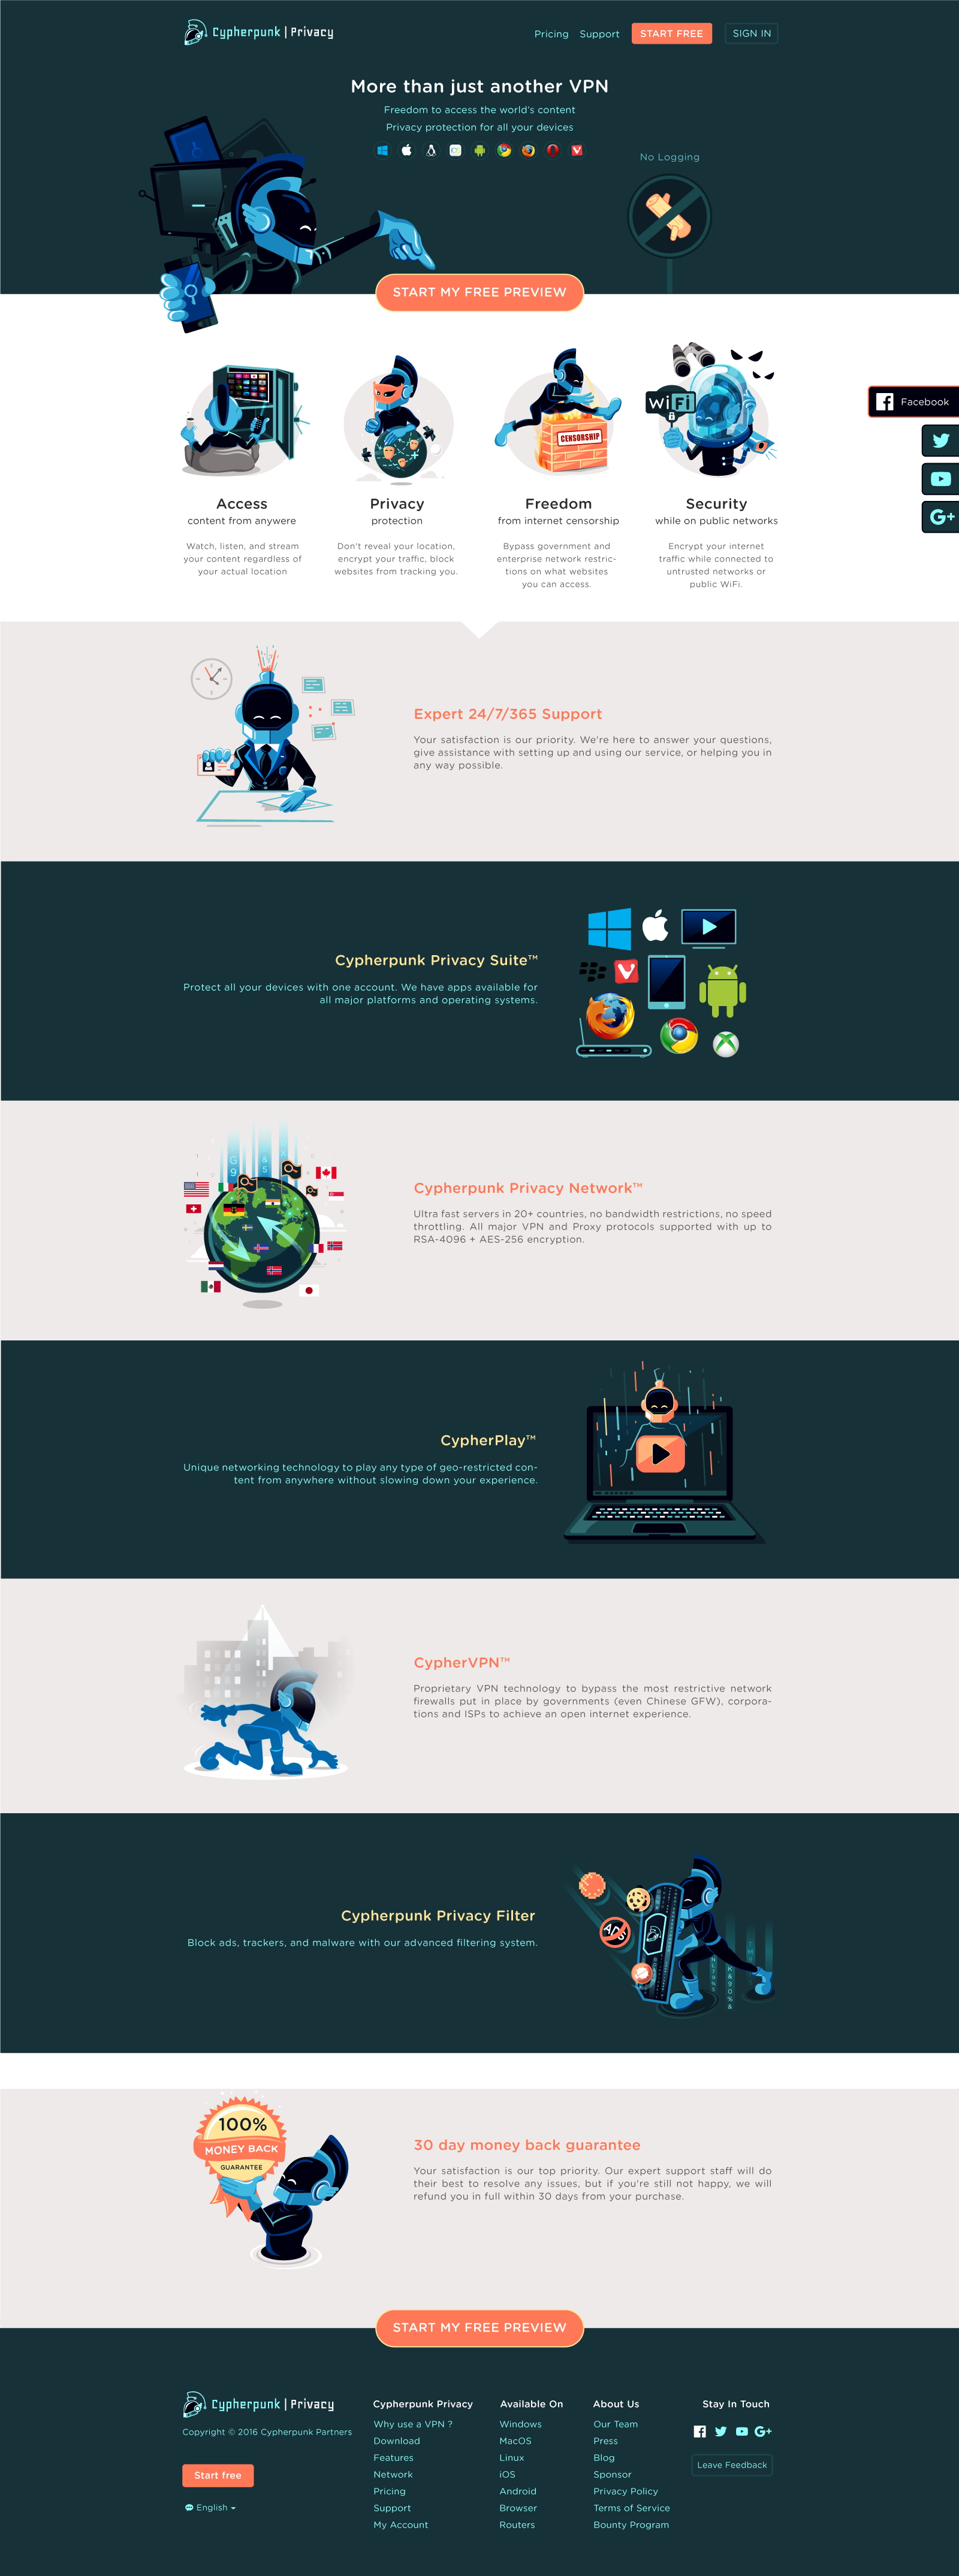 Cypherpunk | Privacy
Pricing
Support
START FREE
SIGN IN
More than just another VPN
Freedom to access the world's content
Privacy protection for all your devices
No Logging
START MY FREE PREVIEW
WiFi
CENSORSHIP
Facebook
Access
content from anywere
Watch, listen, and stream
your content regardless of
your actual location
Privacy
protection
Don't reveal your location,
encrypt your traffic, block
websites from tracking you.
Freedom
from internet censorship
Bypass government and
enterprise network restric-
tions on what websites
you can access.
Security
while on public networks
Encrypt your internet
traffic while connected to
untrusted networks or
public WiFi.
Expert 24/7/365 Support
Your satisfaction is our priority. We're here to answer your questions,
give assistance with setting up and using our service, or helping you in
any way possible.
Cypherpunk Privacy Suite™
Protect all your devices with one account. We have apps available for
all major platforms and operating systems.
Cypherpunk Privacy Network™
Ultra fast servers in 20+ countries, no bandwidth restrictions, no speed
throttling. All major VPN and Proxy protocols supported with up to
RSA-4096 + AES-256 encryption.
CypherPlay™
Unique networking technology to play any type of geo-restricted con-
tent from anywhere without slowing down your experience.
CypherVPN™
Proprietary VPN technology to bypass the most restrictive network
firewalls put in place by governments (even Chinese GFW), corpora-
tions and ISPs to achieve an open internet experience.
Cypherpunk Privacy Filter
Block ads, trackers, and malware with our advanced filtering system.
ADS
100%
MONEY BACK
GUARANTEE
30 day money back guarantee
Your satisfaction is our top priority. Our expert support staff will do
their best to resolve any issues, but if you're still not happy, we will
refund you in full within 30 days from your purchase.
START MY FREE PREVIEW
Cypherpunk | Privacy
Copyright © 2016 Cypherpunk Partners
Start free
English
Cypherpunk Privacy
Why use a VPN ?
Download
Features
Network
Pricing
Support
My Account
Available On
Windows
MacOS
Linux
iOS
Android
Browser
Routers
About Us
Our Team
Press
Blog
Sponsor
Privacy Policy
Terms of Service
Bounty Program
Stay In Touch
Leave Feedback